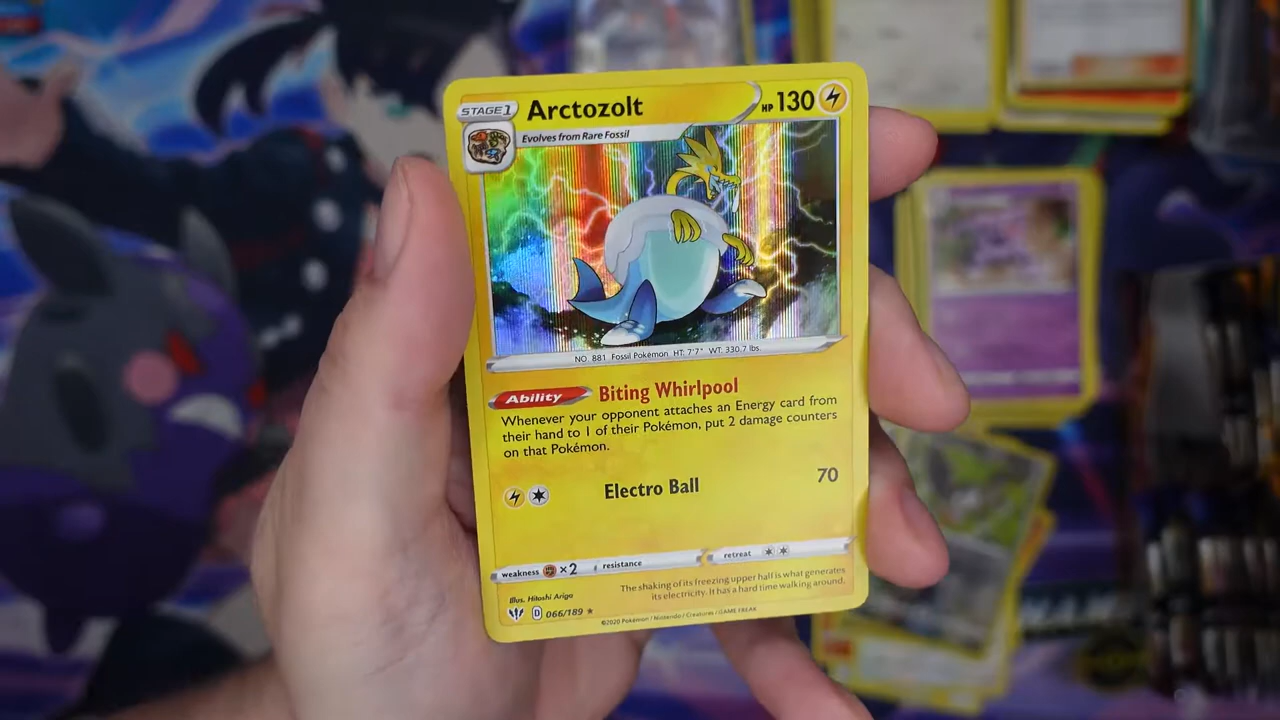 STAGE 1 Arctozolt HP 130
Evolves from Rare Fossil
NO. 881 Fossil Pokémon HT: 7'7" WT: 330.7 lbs.
Ability Biting Whirlpool
Whenever your opponent attaches an Energy card from
their hand to 1 of their Pokémon, put 2 damage counters
on that Pokémon.
Electro Ball 70
weakness ×2 resistance retreat
The shaking of its freezing upper half is what generates
its electricity. It has a hard time walking around.
Illus. Hitoshi Ariga
D 066/189 ★
©2020 Pokémon / Nintendo / Creatures / GAME FREAK